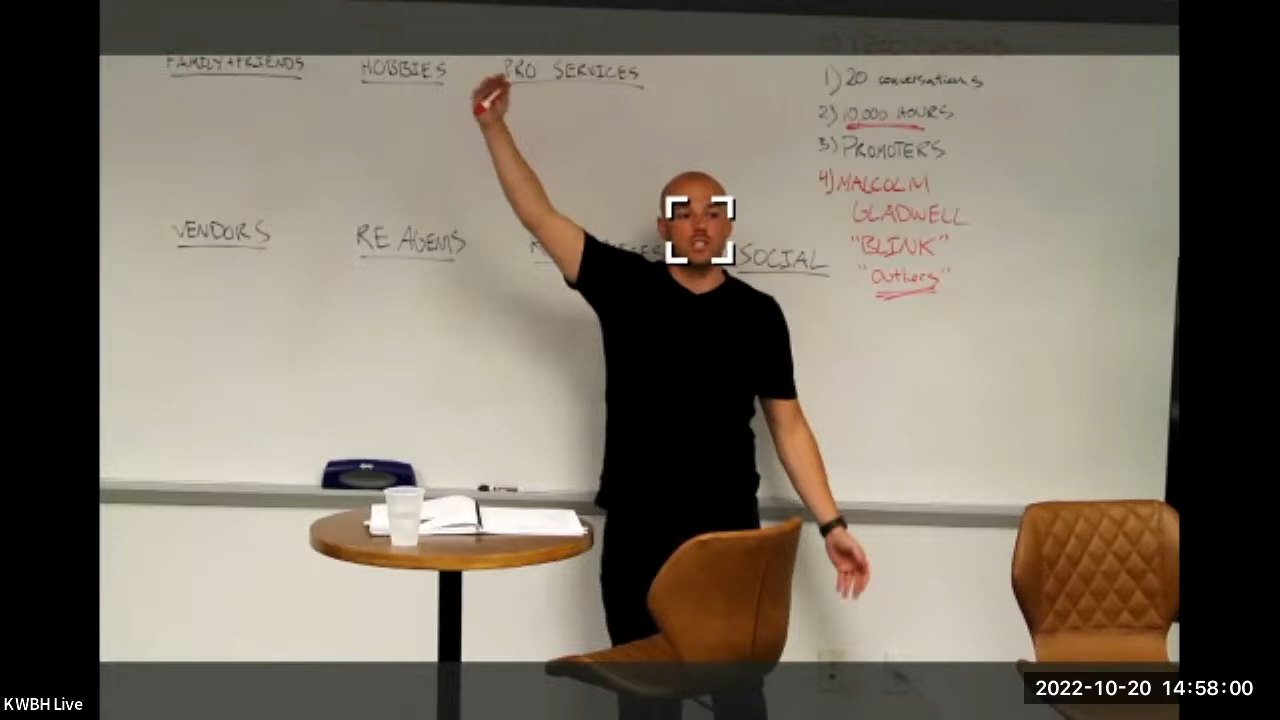 FAMILY+FRIENDS
HOBBIES
PRO SERVICES
VENDORS
RE AGENTS
SOCIAL
1) 20 conversations
2) 10,000 HOURS
3) PROMOTERS
4) MALCOLM
GLADWELL
"BLINK"
"Outliers"
KWBH Live
2022-10-20 14:58:00